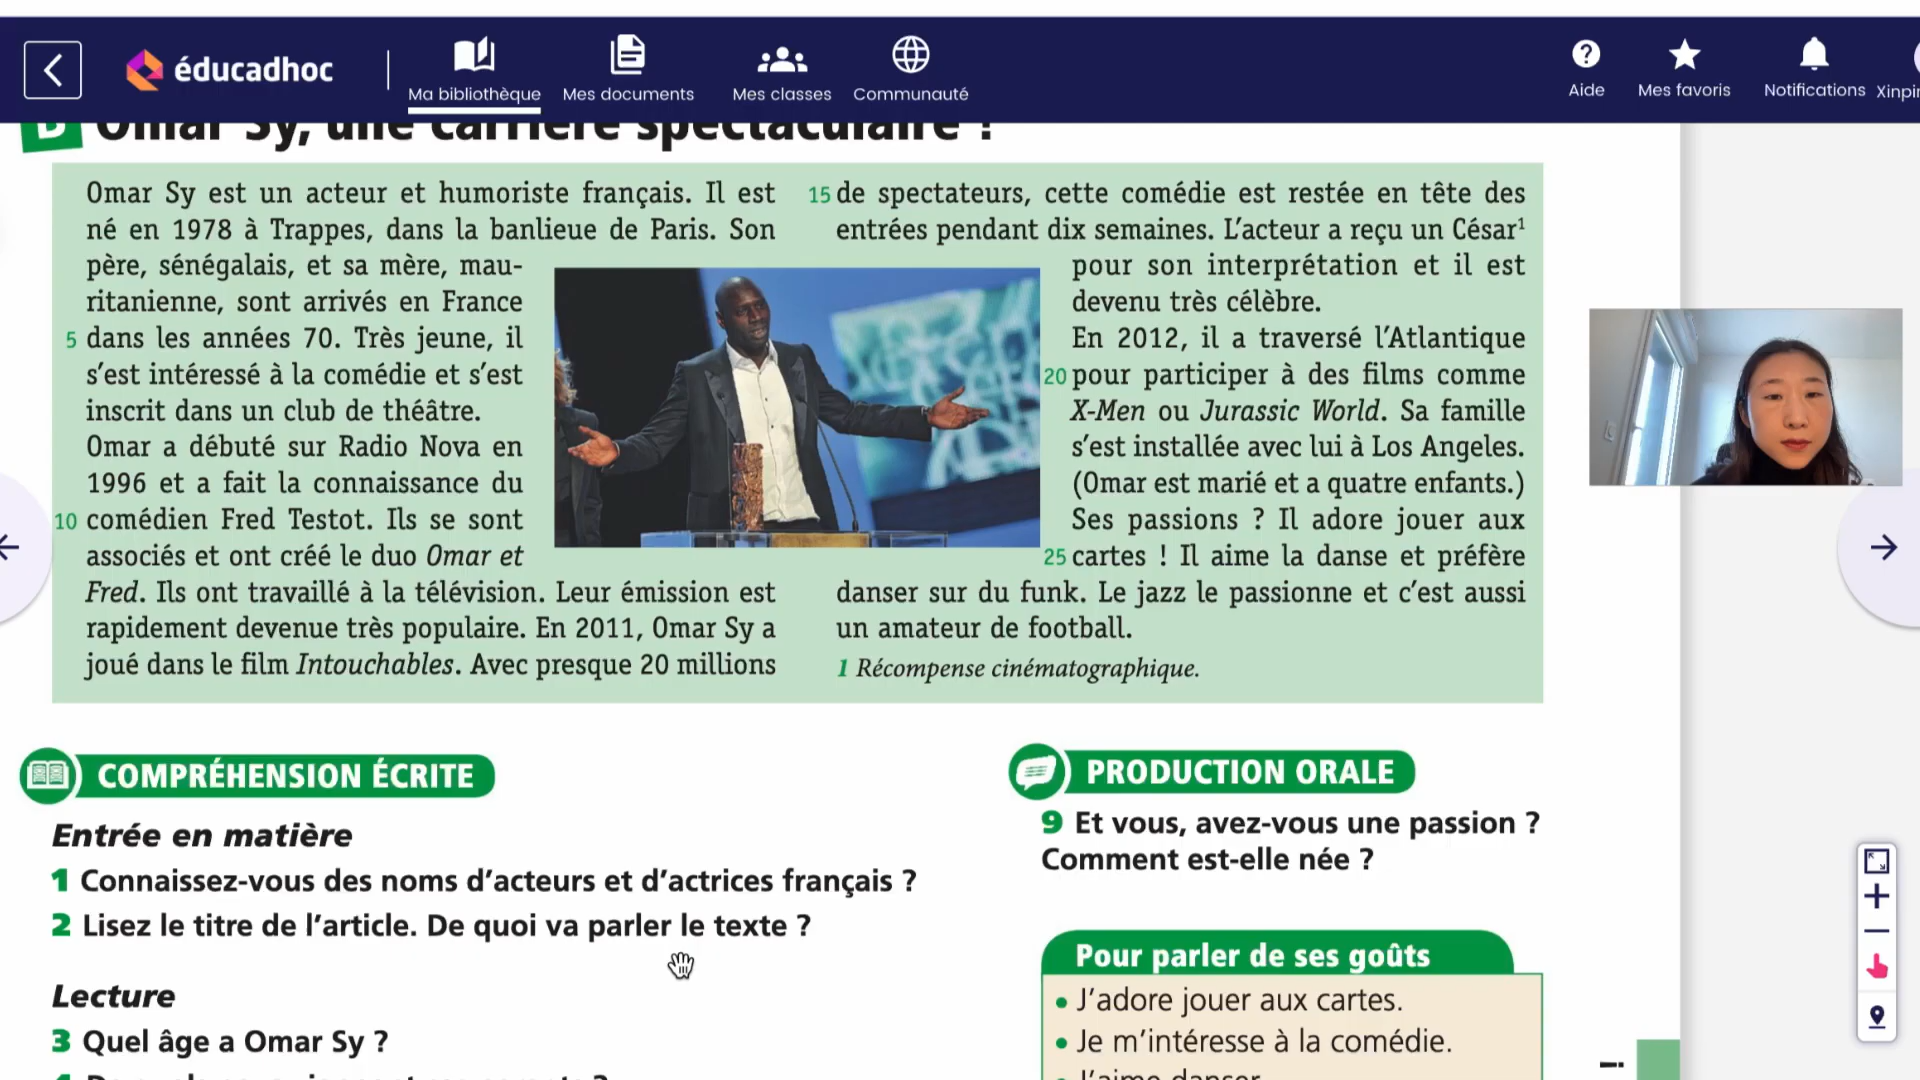 éducadhoc
Ma bibliothèque
Mes documents
Mes classes
Communauté
Aide
Mes favoris
Notifications
B Omar Sy, une carrière spectaculaire !
Omar Sy est un acteur et humoriste français. Il est
né en 1978 à Trappes, dans la banlieue de Paris. Son
père, sénégalais, et sa mère, mau-
ritanienne, sont arrivés en France
5 dans les années 70. Très jeune, il
s’est intéressé à la comédie et s’est
inscrit dans un club de théâtre.
Omar a débuté sur Radio Nova en
1996 et a fait la connaissance du
10 comédien Fred Testot. Ils se sont
associés et ont créé le duo Omar et
Fred. Ils ont travaillé à la télévision. Leur émission est
rapidement devenue très populaire. En 2011, Omar Sy a
joué dans le film Intouchables. Avec presque 20 millions
15 de spectateurs, cette comédie est restée en tête des
entrées pendant dix semaines. L’acteur a reçu un César¹
pour son interprétation et il est
devenu très célèbre.
En 2012, il a traversé l’Atlantique
20 pour participer à des films comme
X-Men ou Jurassic World. Sa famille
s’est installée avec lui à Los Angeles.
(Omar est marié et a quatre enfants.)
Ses passions ? Il adore jouer aux
25 cartes ! Il aime la danse et préfère
danser sur du funk. Le jazz le passionne et c’est aussi
un amateur de football.
1 Récompense cinématographique.
COMPRÉHENSION ÉCRITE
Entrée en matière
1 Connaissez-vous des noms d’acteurs et d’actrices français ?
2 Lisez le titre de l’article. De quoi va parler le texte ?
Lecture
3 Quel âge a Omar Sy ?
PRODUCTION ORALE
9 Et vous, avez-vous une passion ?
Comment est-elle née ?
Pour parler de ses goûts
• J’adore jouer aux cartes.
• Je m’intéresse à la comédie.
• J’aime danser